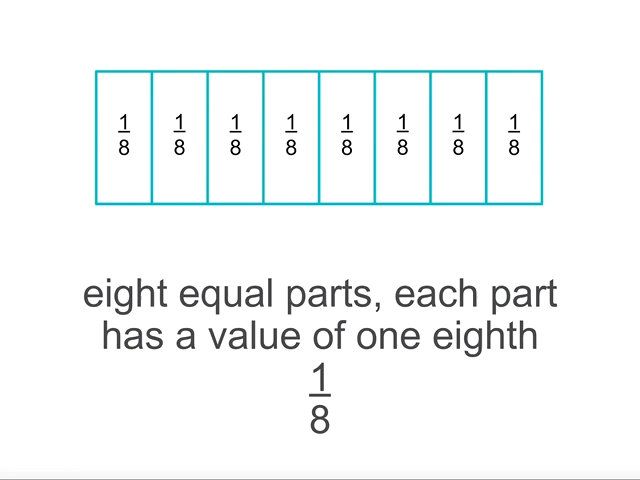 1 1 1 1 1 1 1 1
8 8 8 8 8 8 8 8
eight equal parts, each part
has a value of one eighth
1
8